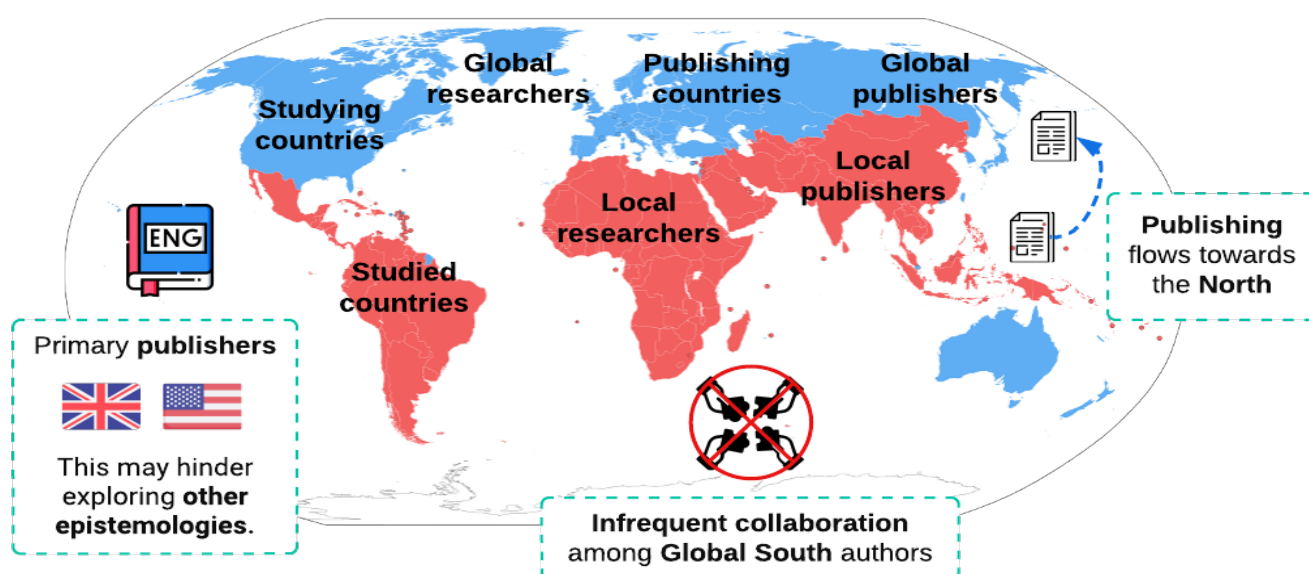 Global
researchers
Publishing
countries
Global
publishers
Studying
countries
Local
publishers
Local
researchers
Studied
countries
ENG
Publishing
flows towards
the North
Primary publishers
This may hinder
exploring other
epistemologies.
Infrequent collaboration
among Global South authors